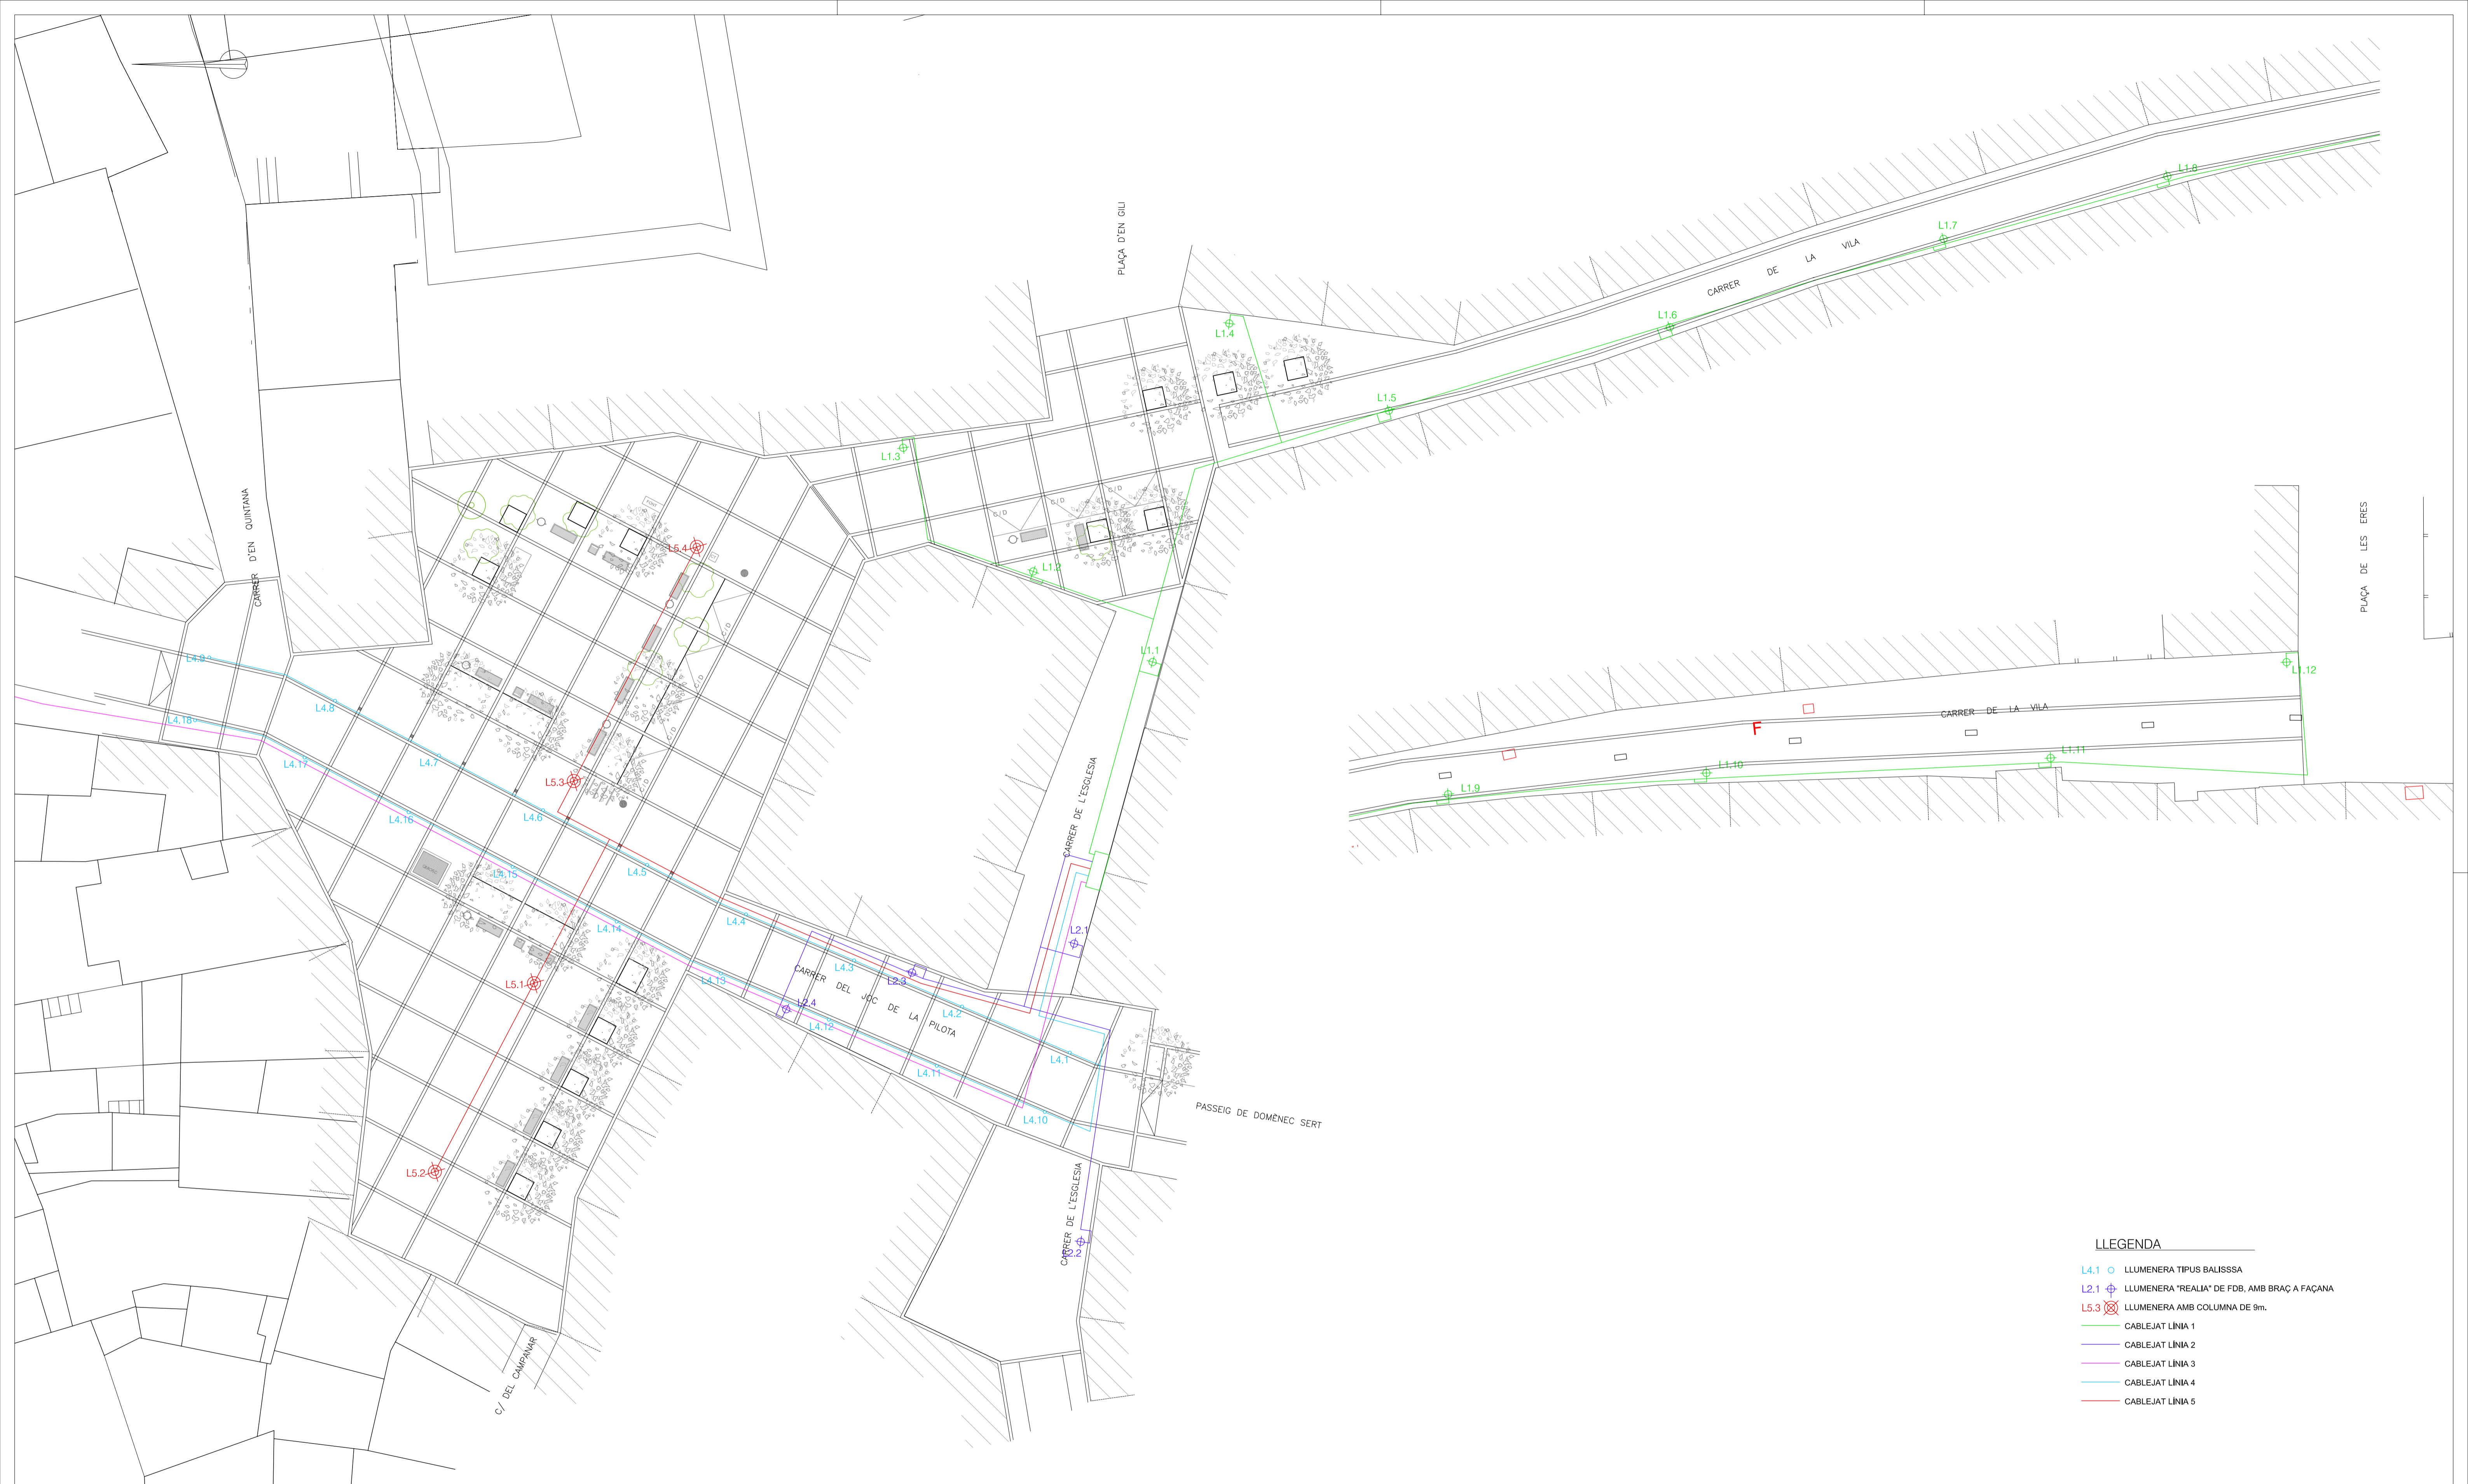 PLAÇA D'EN GILI
CARRER DE LA VILA
L1.8
L1.7
L1.6
L1.5
L1.4
L1.3
L1.2
L1.1
C/D
C/D
C/D
CARRER D'EN QUINTANA
L5.4
C/D
C/D
C/D
C/D
L5.3
L4.9
L4.8
L4.7
L4.6
L4.5
L4.4
L4.3
L4.2
L4.1
L4.18
L4.17
L4.16
L4.15
L4.14
L4.13
L4.12
L4.11
L4.10
L5.1
L5.2
CARRER DE L'ESGLESIA
L2.1
L2.3
L2.4
CARRER DEL JOC DE LA PILOTA
PASSEIG DE DOMÈNEC SERT
CARRER DE L'ESGLESIA
L2.2
C/ DEL CAMPANAR
PLAÇA DE LES ERES
L1.12
CARRER DE LA VILA
F
L1.11
L1.10
L1.9
LLEGENDA
L4.1 LLUMENERA TIPUS BALISSSA
L2.1 LLUMENERA "REALIA" DE FDB, AMB BRAÇ A FAÇANA
L5.3 LLUMENERA AMB COLUMNA DE 9m.
CABLEJAT LÍNIA 1
CABLEJAT LÍNIA 2
CABLEJAT LÍNIA 3
CABLEJAT LÍNIA 4
CABLEJAT LÍNIA 5